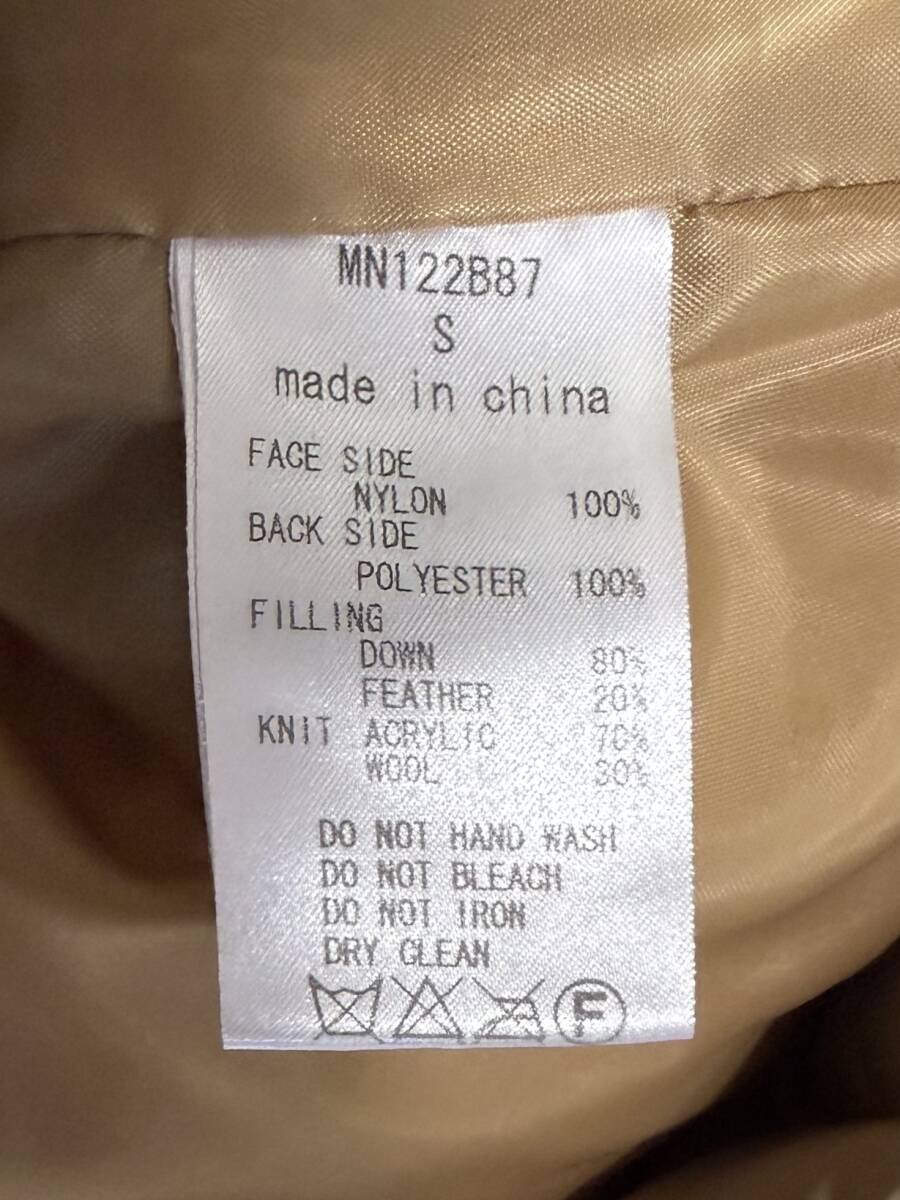 MN122B87
S
made in china
FACE SIDE
NYLON 100%
BACK SIDE
POLYESTER 100%
FILLING
DOWN 80%
FEATHER 20%
KNIT ACRYLIC 70%
WOOL 30%
DO NOT HAND WASH
DO NOT BLEACH
DO NOT IRON
DRY CLEAN
F